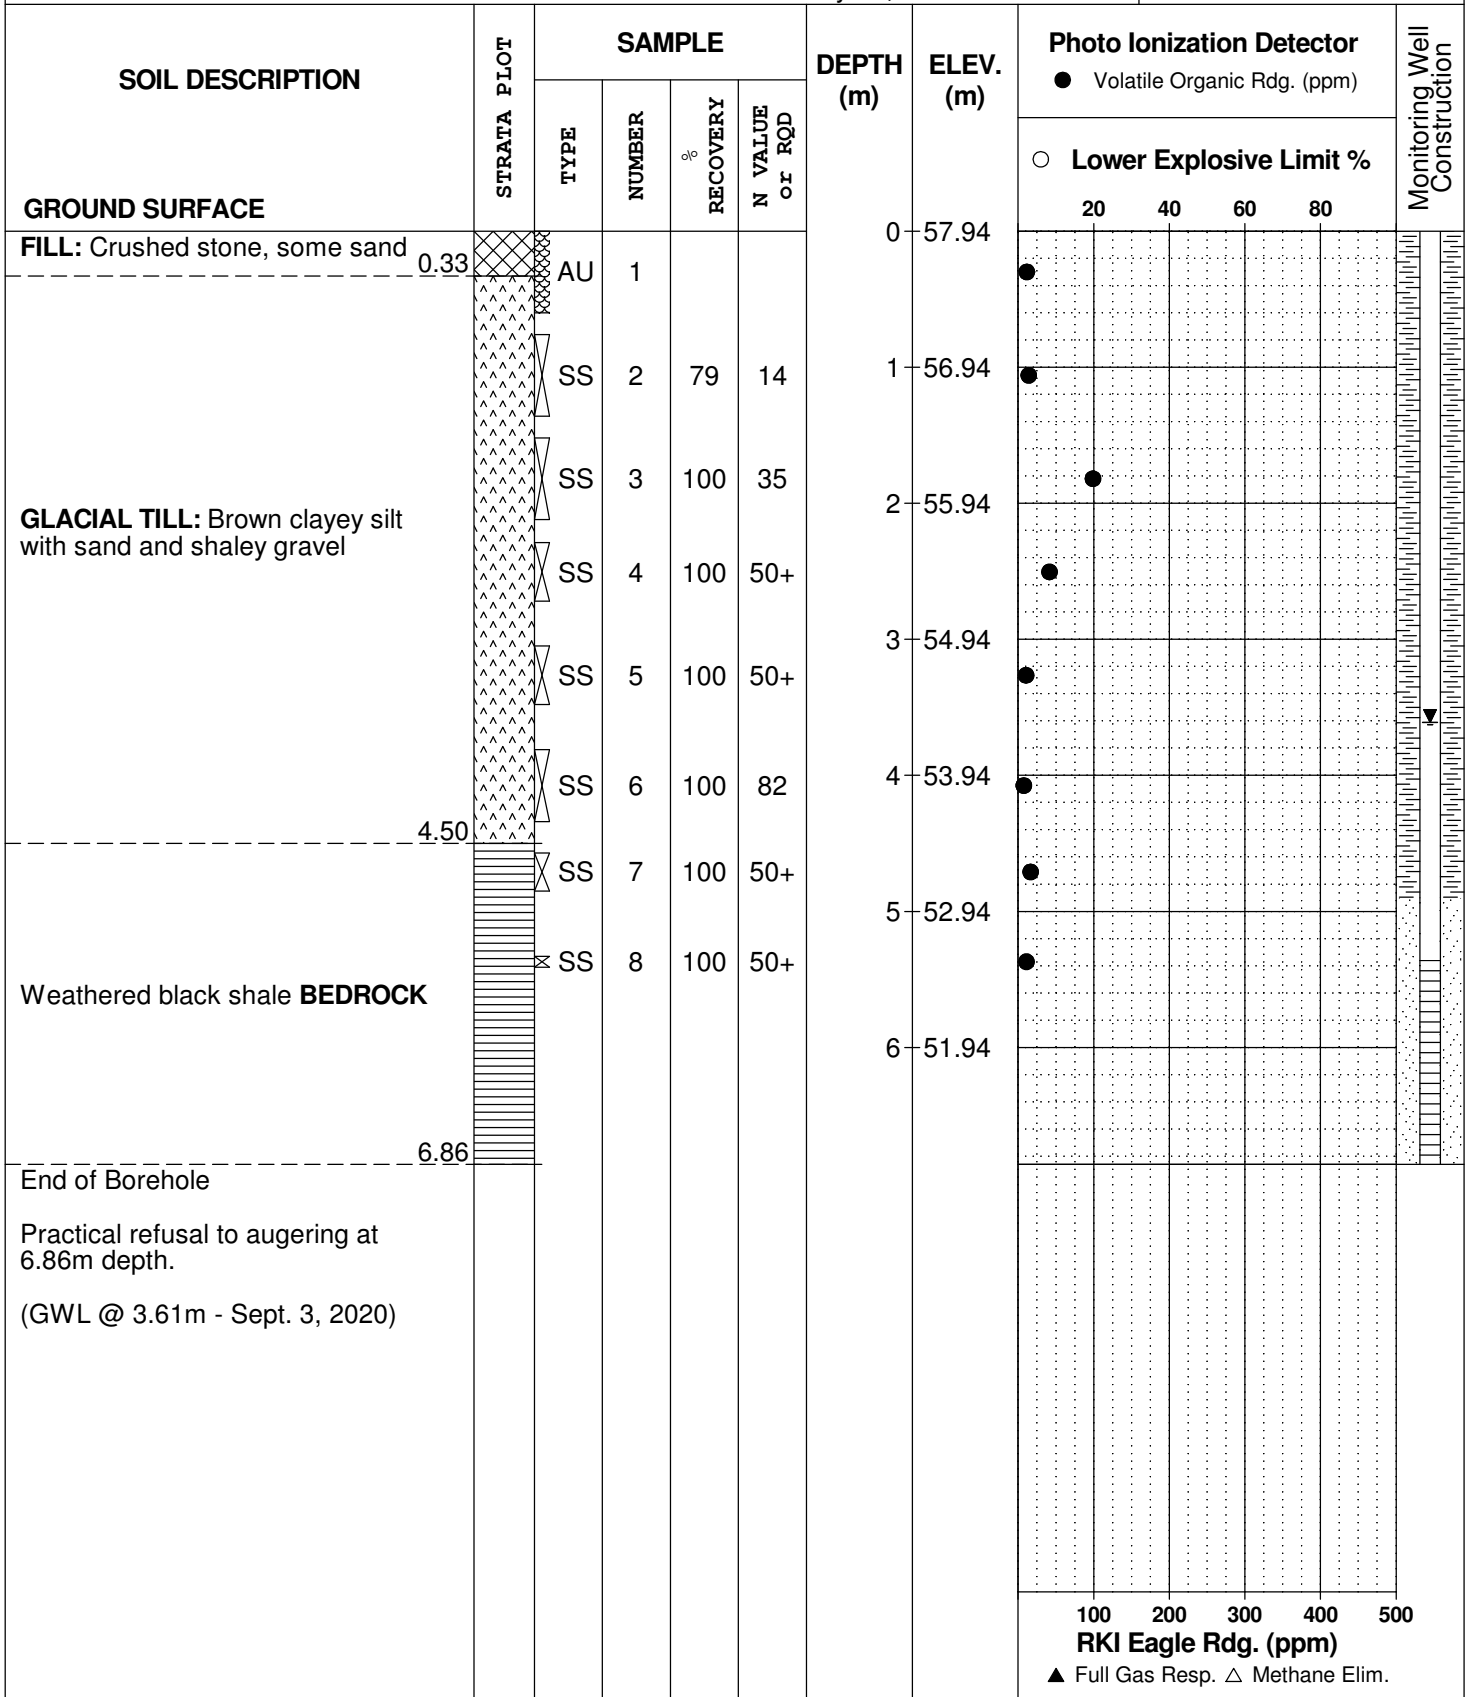 SOIL DESCRIPTION
GROUND SURFACE
STRATA PLOT
SAMPLE
TYPE
NUMBER
%
RECOVERY
N VALUE
or RQD
DEPTH
(m)
ELEV.
(m)
Photo Ionization Detector
● Volatile Organic Rdg. (ppm)
○ Lower Explosive Limit %
20 40 60 80
Monitoring Well
Construction
0 57.94
FILL: Crushed stone, some sand
0.33
AU 1
SS 2 79 14
1 56.94
SS 3 100 35
2 55.94
GLACIAL TILL: Brown clayey silt
with sand and shaley gravel
SS 4 100 50+
3 54.94
SS 5 100 50+
4 53.94
SS 6 100 82
4.50
SS 7 100 50+
5 52.94
SS 8 100 50+
Weathered black shale BEDROCK
6 51.94
6.86
End of Borehole
Practical refusal to augering at
6.86m depth.
(GWL @ 3.61m - Sept. 3, 2020)
100 200 300 400 500
RKI Eagle Rdg. (ppm)
▲ Full Gas Resp. △ Methane Elim.